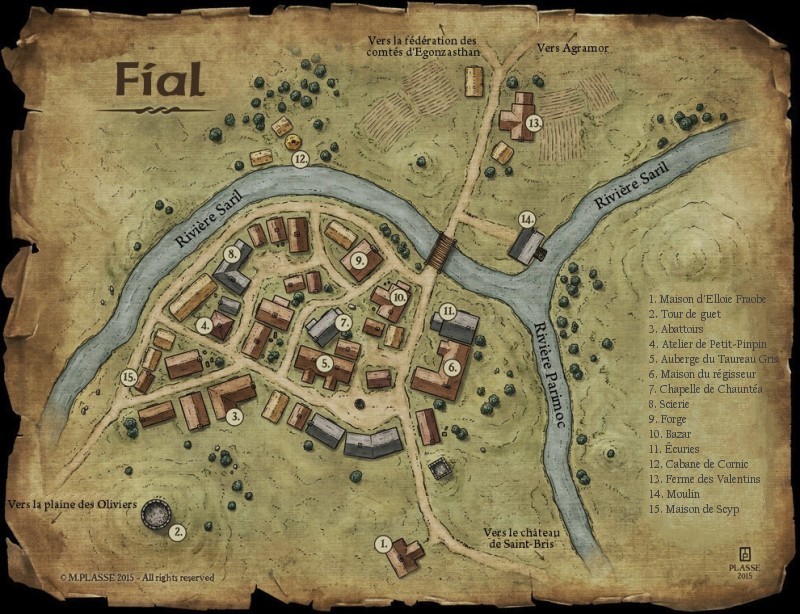 Fial
Vers la fédération des
comtés d'Egonzasthan
Vers Agramor
13.
12.
Rivière Saril
Rivière Saril
14.
8.
9.
10.
11.
7.
4.
5.
6.
15.
3.
Rivière Parimoc
1. Maison d'Elloie Fraobe
2. Tour de guet
3. Abattoirs
4. Atelier de Petit-Pinpin
5. Auberge du Taureau Gris
6. Maison du régisseur
7. Chapelle de Chauntéa
8. Scierie
9. Forge
10. Bazar
11. Écuries
12. Cabane de Cornic
13. Ferme des Valentins
14. Moulin
15. Maison de Scyp
Vers la plaine des Oliviers
2.
1.
Vers le château
de Saint-Bris
© M.PLASSE 2015 - All rights reserved
PLASSE
2015